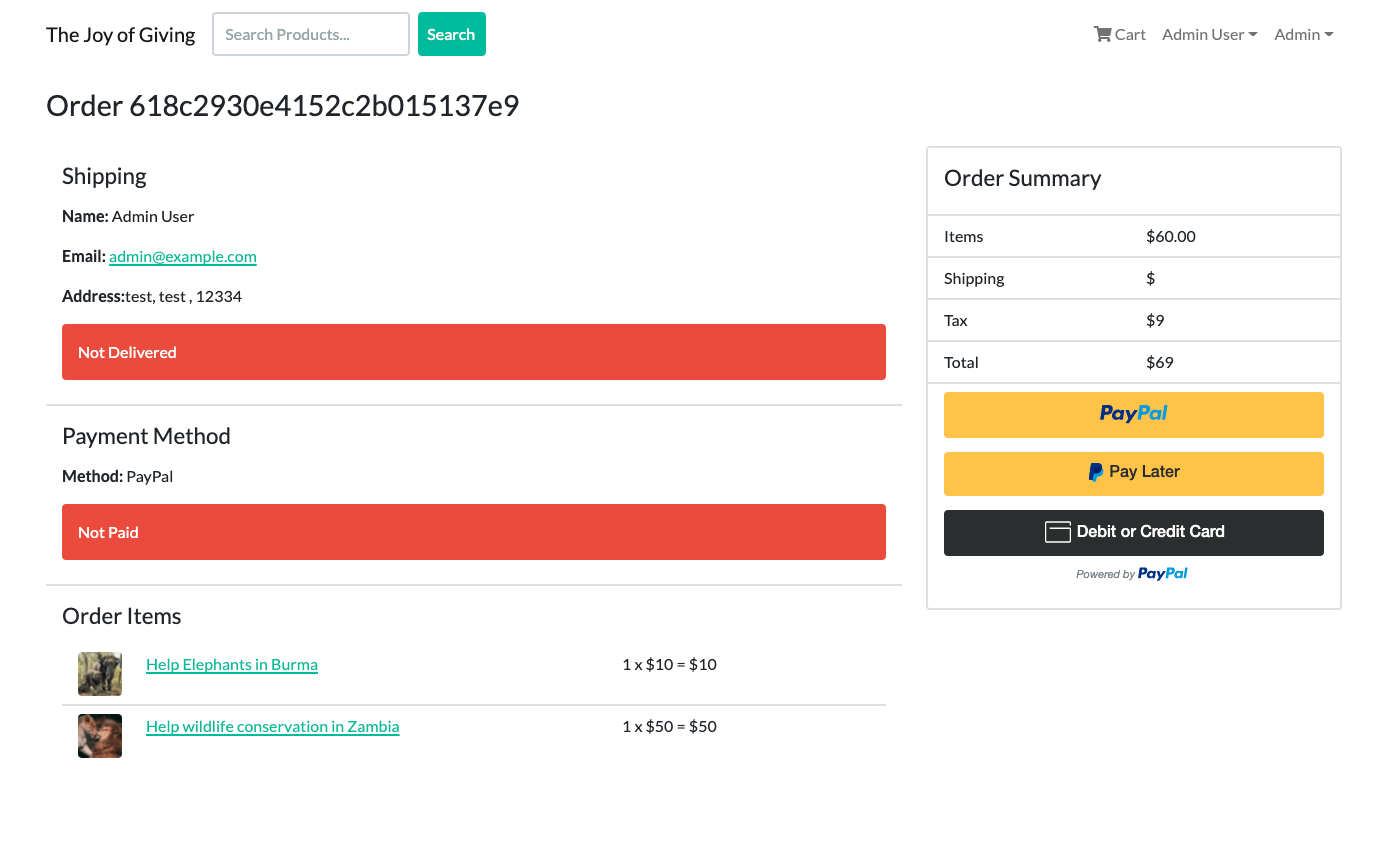 The Joy of Giving
Search Products...
Search
Cart
Admin User
Admin
Order 618c2930e4152c2b015137e9
Shipping
Name: Admin User
Email: admin@example.com
Address:test, test , 12334
Not Delivered
Payment Method
Method: PayPal
Not Paid
Order Items
Help Elephants in Burma 1 x $10 = $10
Help wildlife conservation in Zambia 1 x $50 = $50
Order Summary
Items $60.00
Shipping $
Tax $9
Total $69
PayPal
Pay Later
Debit or Credit Card
Powered by PayPal